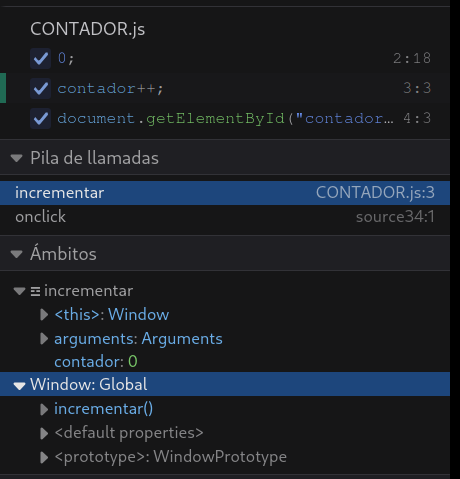 CONTADOR.js
0; 2:18
contador++; 3:3
document.getElementById("contador… 4:3
Pila de llamadas
incrementar CONTADOR.js:3
onclick source34:1
Ámbitos
incrementar
<this>: Window
arguments: Arguments
contador: 0
Window: Global
incrementar()
<default properties>
<prototype>: WindowPrototype